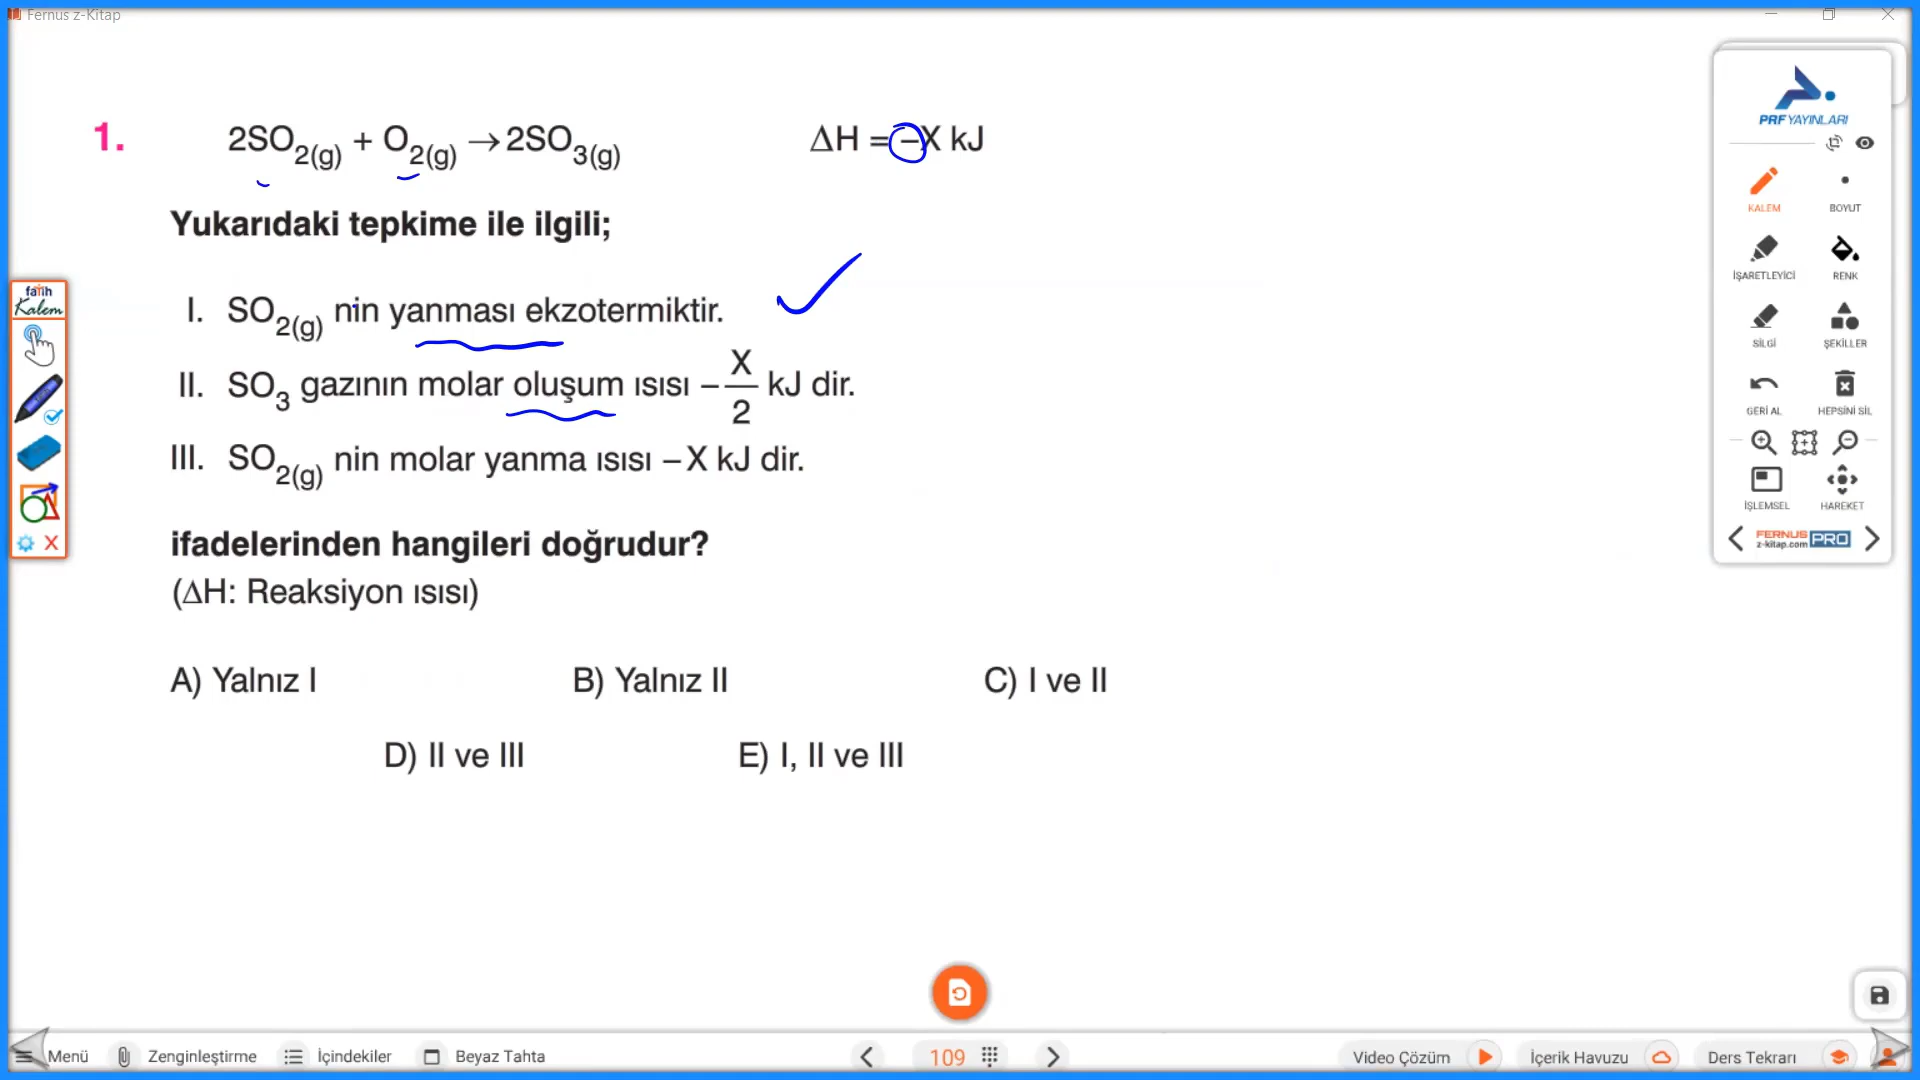 Fernus z-Kitap
1. 2SO2(g) + O2(g) → 2SO3(g) ΔH = –X kJ
Yukarıdaki tepkime ile ilgili;
I. SO2(g) nin yanması ekzotermiktir.
II. SO3 gazının molar oluşum ısısı –X/2 kJ dir.
III. SO2(g) nin molar yanma ısısı –X kJ dir.
ifadelerinden hangileri doğrudur?
(ΔH: Reaksiyon ısısı)
A) Yalnız I B) Yalnız II C) I ve II
D) II ve III E) I, II ve III
fatih
Kalem
X
PRF YAYINLARI
KALEM BOYUT
İŞARETLEYİCİ RENK
SİLGİ ŞEKİLLER
GERİ AL HEPSİNİ SİL
İŞLEMSEL HAREKET
FERNUS
z-kitap.com PRO
Menü Zenginleştirme İçindekiler Beyaz Tahta 109 Video Çözüm İçerik Havuzu Ders Tekrarı